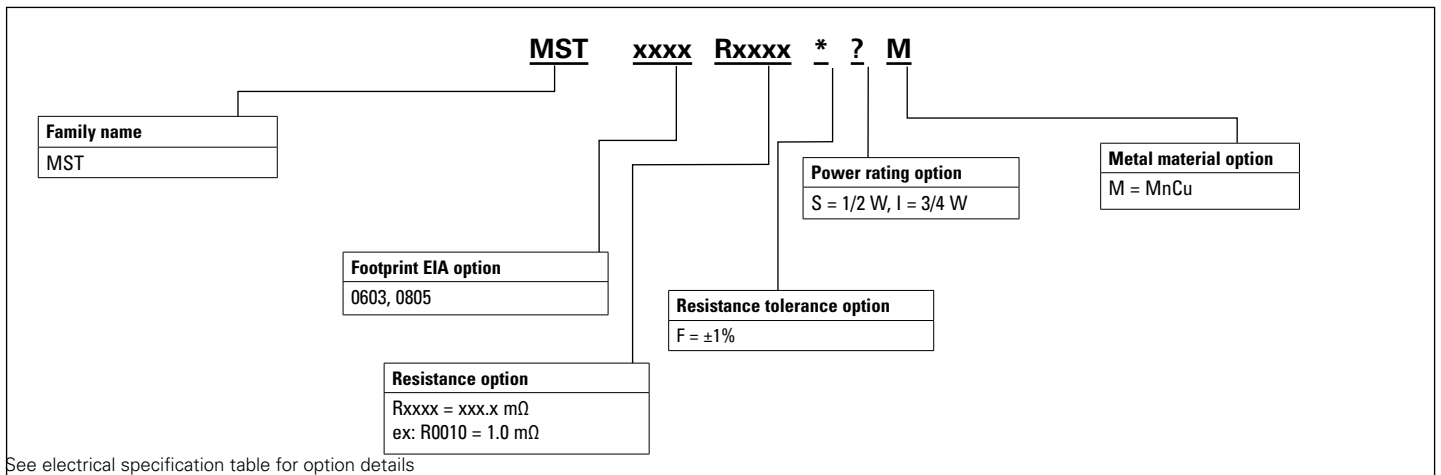 MST xxxx Rxxxx * ? M
Family name
MST
Metal material option
M = MnCu
Power rating option
S = 1/2 W, I = 3/4 W
Footprint EIA option
0603, 0805
Resistance tolerance option
F = ±1%
Resistance option
Rxxxx = xxx.x mΩ
ex: R0010 = 1.0 mΩ
See electrical specification table for option details